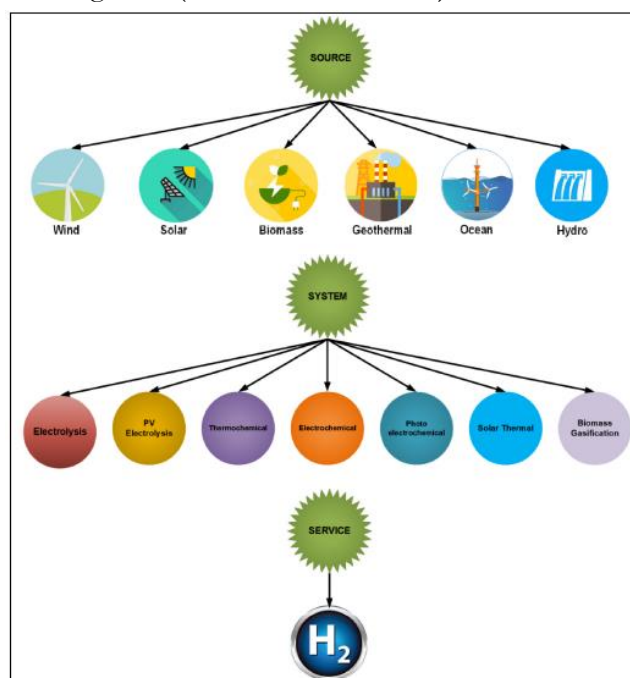 SOURCE
Wind Solar Biomass Geothermal Ocean Hydro
SYSTEM
Electrolysis
PV
Electrolysis
Thermochemical
Electrochemical
Photo
electrochemical
Solar Thermal
Biomass
Gasification
SERVICE
H₂